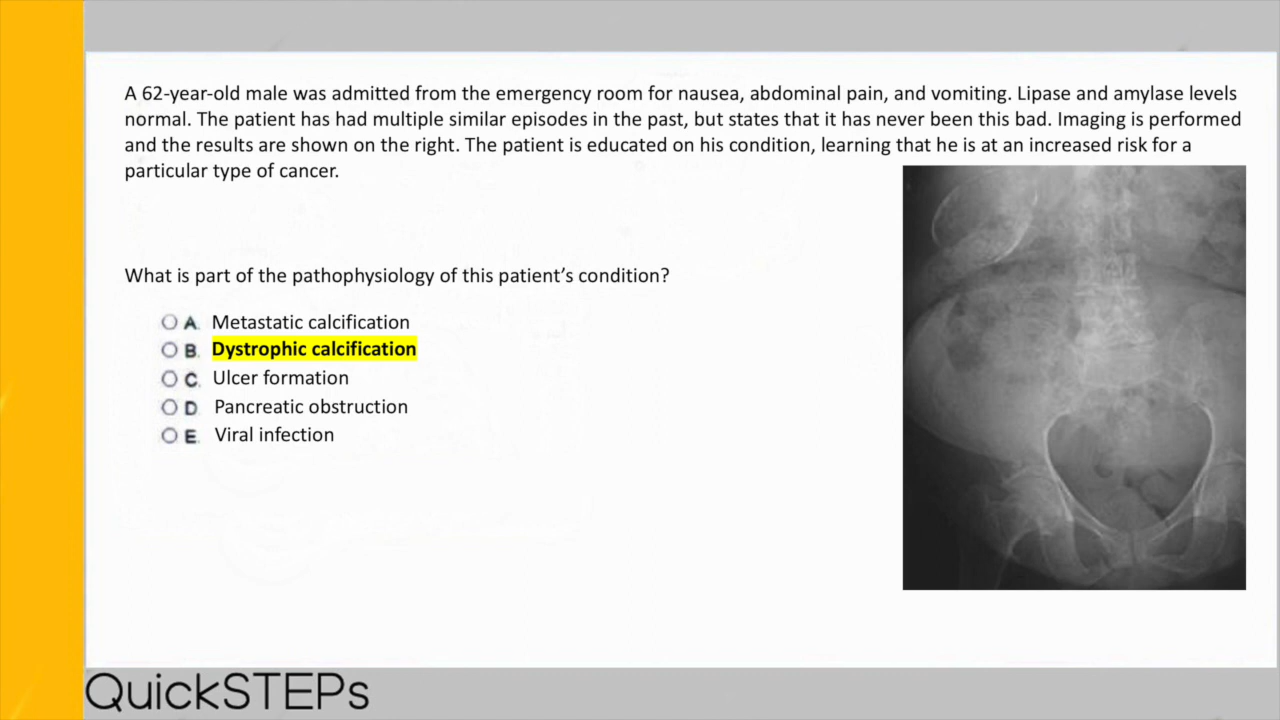 A 62-year-old male was admitted from the emergency room for nausea, abdominal pain, and vomiting. Lipase and amylase levels
normal. The patient has had multiple similar episodes in the past, but states that it has never been this bad. Imaging is performed
and the results are shown on the right. The patient is educated on his condition, learning that he is at an increased risk for a
particular type of cancer.
What is part of the pathophysiology of this patient's condition?
A. Metastatic calcification
B. Dystrophic calcification
C. Ulcer formation
D. Pancreatic obstruction
E. Viral infection
QuickSTEPs